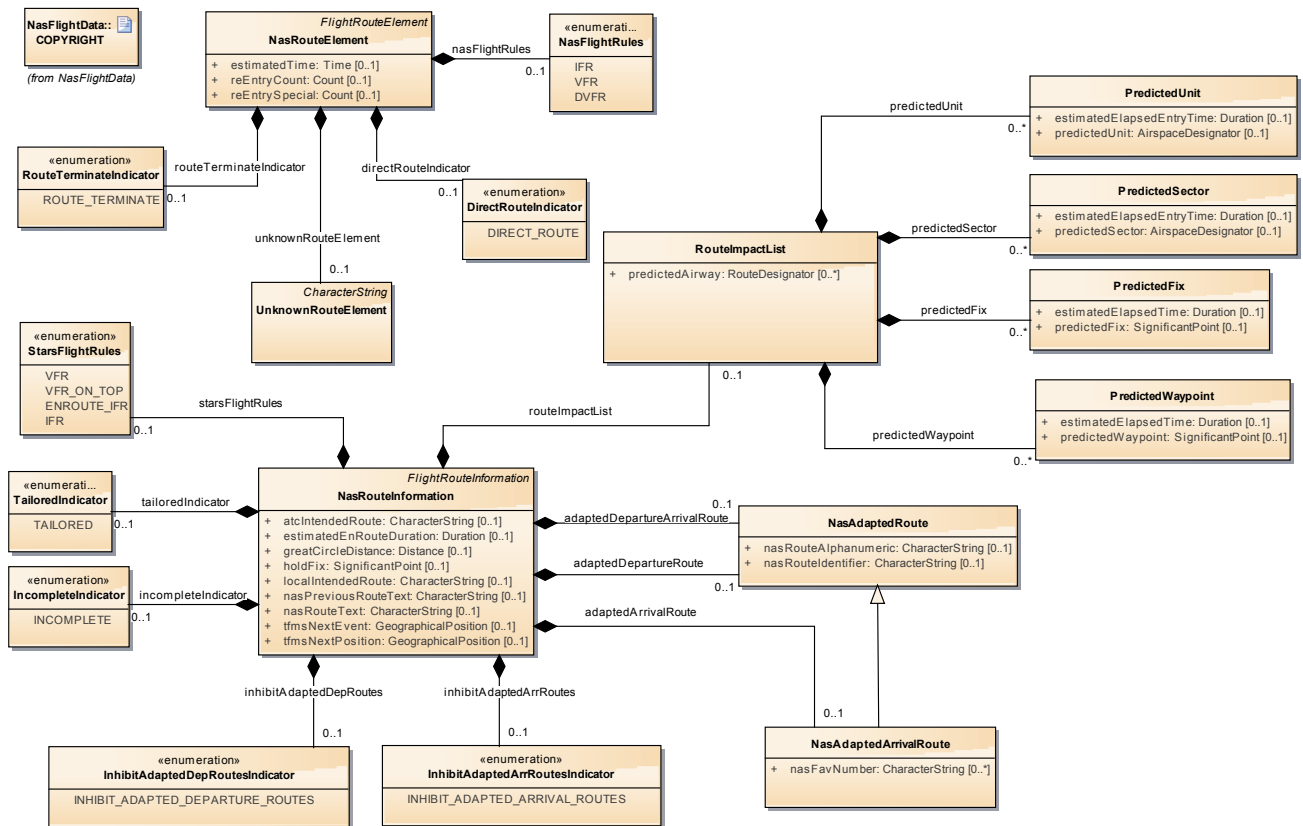 NasFlightData::
COPYRIGHT
(from NasFlightData)
FlightRouteElement
NasRouteElement
+ estimatedTime: Time [0..1]
+ reEntryCount: Count [0..1]
+ reEntrySpecial: Count [0..1]
nasFlightRules
0..1
«enumerati...
NasFlightRules
IFR
VFR
DVFR
«enumeration»
RouteTerminateIndicator
ROUTE_TERMINATE
routeTerminateIndicator
0..1
directRouteIndicator
0..1
«enumeration»
DirectRouteIndicator
DIRECT_ROUTE
unknownRouteElement
0..1
CharacterString
UnknownRouteElement
predictedUnit
0..*
PredictedUnit
+ estimatedElapsedEntryTime: Duration [0..1]
+ predictedUnit: AirspaceDesignator [0..1]
RouteImpactList
+ predictedAirway: RouteDesignator [0..*]
predictedSector
0..*
PredictedSector
+ estimatedElapsedEntryTime: Duration [0..1]
+ predictedSector: AirspaceDesignator [0..1]
predictedFix
0..*
PredictedFix
+ estimatedElapsedTime: Duration [0..1]
+ predictedFix: SignificantPoint [0..1]
predictedWaypoint
0..*
PredictedWaypoint
+ estimatedElapsedTime: Duration [0..1]
+ predictedWaypoint: SignificantPoint [0..1]
«enumeration»
StarsFlightRules
VFR
VFR_ON_TOP
ENROUTE_IFR
IFR
0..1
starsFlightRules
routeImpactList
0..1
«enumerati...
TailoredIndicator
TAILORED
tailoredIndicator
0..1
«enumeration»
IncompleteIndicator
INCOMPLETE
incompleteIndicator
0..1
FlightRouteInformation
NasRouteInformation
+ atcIntendedRoute: CharacterString [0..1]
+ estimatedEnRouteDuration: Duration [0..1]
+ greatCircleDistance: Distance [0..1]
+ holdFix: SignificantPoint [0..1]
+ localIntendedRoute: CharacterString [0..1]
+ nasPreviousRouteText: CharacterString [0..1]
+ nasRouteText: CharacterString [0..1]
+ tfmsNextEvent: GeographicalPosition [0..1]
+ tfmsNextPosition: GeographicalPosition [0..1]
adaptedDepartureArrivalRoute
0..1
adaptedDepartureRoute
0..1
adaptedArrivalRoute
0..1
NasAdaptedRoute
+ nasRouteAlphanumeric: CharacterString [0..1]
+ nasRouteIdentifier: CharacterString [0..1]
NasAdaptedArrivalRoute
+ nasFavNumber: CharacterString [0..*]
inhibitAdaptedDepRoutes
0..1
inhibitAdaptedArrRoutes
0..1
«enumeration»
InhibitAdaptedDepRoutesIndicator
INHIBIT_ADAPTED_DEPARTURE_ROUTES
«enumeration»
InhibitAdaptedArrRoutesIndicator
INHIBIT_ADAPTED_ARRIVAL_ROUTES